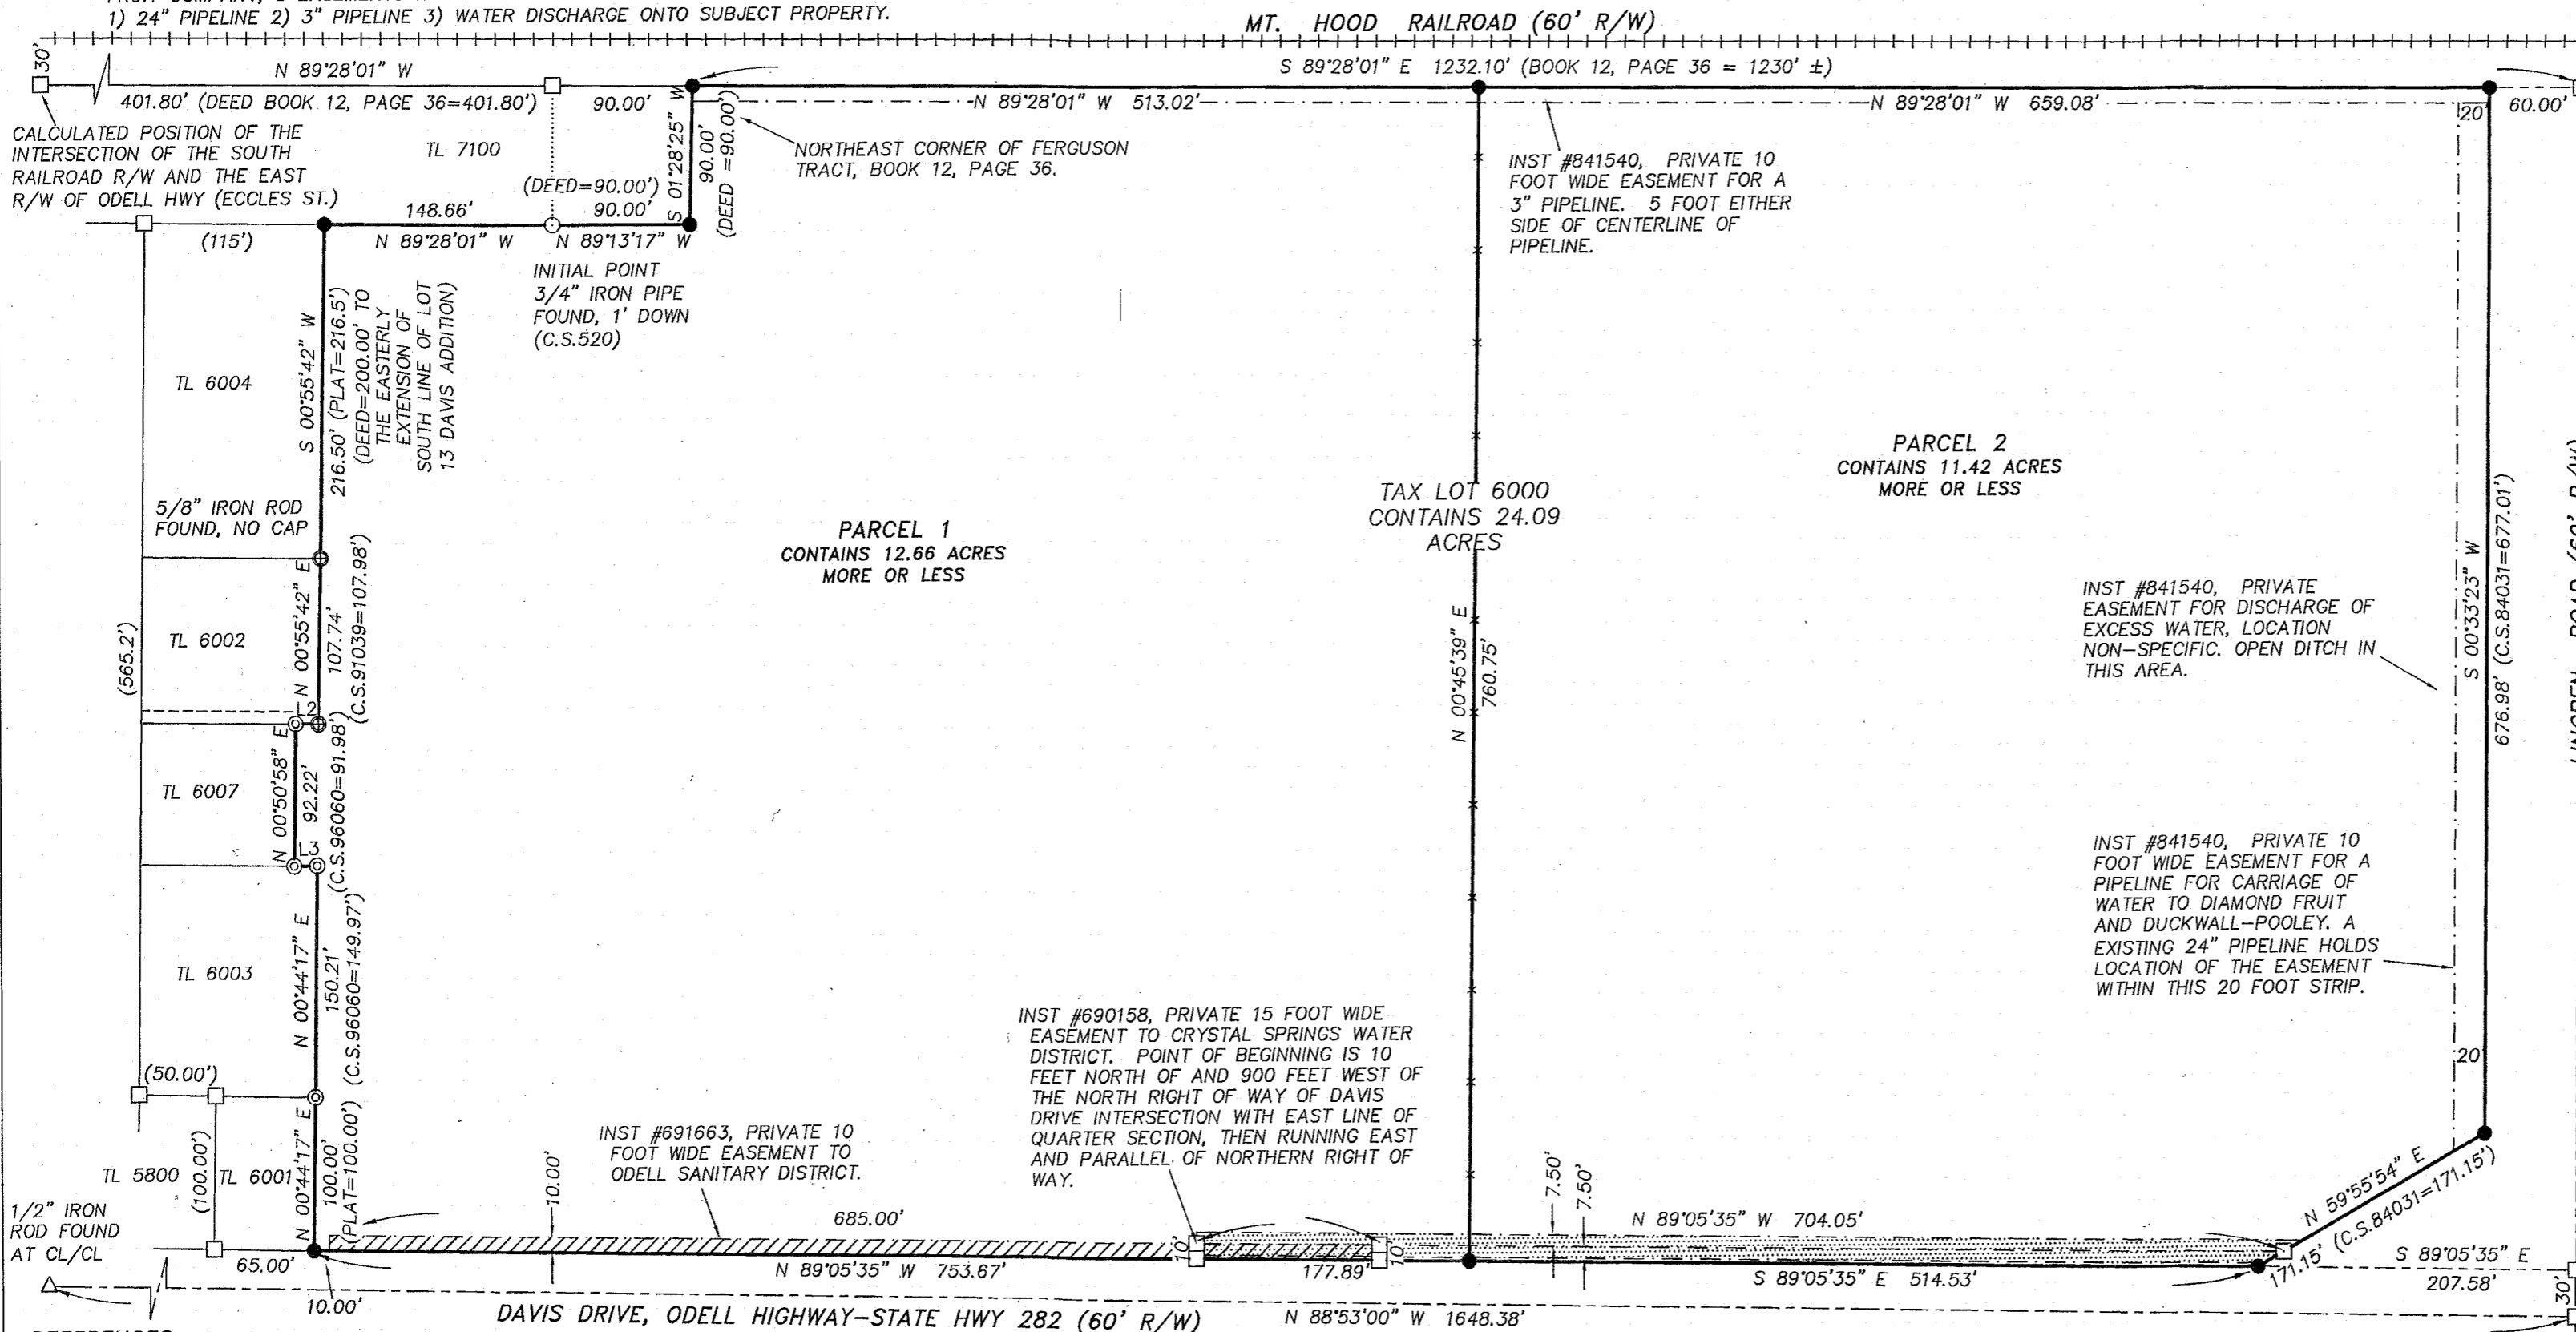 1) 24" PIPELINE 2) 3" PIPELINE 3) WATER DISCHARGE ONTO SUBJECT PROPERTY.
MT. HOOD RAILROAD (60' R/W)
30'
N 89°28'01" W
401.80' (DEED BOOK 12, PAGE 36=401.80')
90.00'
S 89°28'01" E 1232.10' (BOOK 12, PAGE 36 = 1230' ±)
N 89°28'01" W 513.02'
N 89°28'01" W 659.08'
20'
60.00'
CALCULATED POSITION OF THE
INTERSECTION OF THE SOUTH
RAILROAD R/W AND THE EAST
R/W OF ODELL HWY (ECCLES ST.)
TL 7100
(DEED=90.00')
90.00'
S 01°28'25" W
90.00'
(DEED =90.00')
NORTHEAST CORNER OF FERGUSON
TRACT, BOOK 12, PAGE 36.
INST #841540, PRIVATE 10
FOOT WIDE EASEMENT FOR A
3" PIPELINE. 5 FOOT EITHER
SIDE OF CENTERLINE OF
PIPELINE.
(115')
148.66'
N 89°28'01" W
N 89°13'17" W
INITIAL POINT
3/4" IRON PIPE
FOUND, 1' DOWN
(C.S.520)
S 00°55'42" W
216.50' (PLAT=216.5')
(DEED=200.00' TO
THE EASTERLY
EXTENSION OF
SOUTH LINE OF LOT
13 DAVIS ADDITION)
TL 6004
5/8" IRON ROD
FOUND, NO CAP
PARCEL 1
CONTAINS 12.66 ACRES
MORE OR LESS
TAX LOT 6000
CONTAINS 24.09
ACRES
PARCEL 2
CONTAINS 11.42 ACRES
MORE OR LESS
N 00°45'39" E
760.75'
S 00°33'23" W
676.98' (C.S.84031=677.01')
(60' R/W)
INST #841540, PRIVATE
EASEMENT FOR DISCHARGE OF
EXCESS WATER, LOCATION
NON-SPECIFIC. OPEN DITCH IN
THIS AREA.
(565.2')
TL 6002
N 00°55'42" E
107.74'
(C.S.91039=107.98')
L2
TL 6007
N 00°50'58" E
92.22'
(C.S.96060=91.98')
L3
TL 6003
N 00°44'17" E
150.21'
(C.S.96060=149.97')
INST #841540, PRIVATE 10
FOOT WIDE EASEMENT FOR A
PIPELINE FOR CARRIAGE OF
WATER TO DIAMOND FRUIT
AND DUCKWALL-POOLEY. A
EXISTING 24" PIPELINE HOLDS
LOCATION OF THE EASEMENT
WITHIN THIS 20 FOOT STRIP.
20'
INST #690158, PRIVATE 15 FOOT WIDE
EASEMENT TO CRYSTAL SPRINGS WATER
DISTRICT. POINT OF BEGINNING IS 10
FEET NORTH OF AND 900 FEET WEST OF
THE NORTH RIGHT OF WAY OF DAVIS
DRIVE INTERSECTION WITH EAST LINE OF
QUARTER SECTION, THEN RUNNING EAST
AND PARALLEL OF NORTHERN RIGHT OF
WAY.
(50.00')
TL 5800
(100.00')
TL 6001
N 00°44'17" E
100.00'
(PLAT=100.00')
INST #691663, PRIVATE 10
FOOT WIDE EASEMENT TO
ODELL SANITARY DISTRICT.
10.00'
685.00'
10'
10'
7.50'
7.50'
N 89°05'35" W 704.05'
N 59°55'54" E
171.15' (C.S.84031=171.15')
S 89°05'35" E
207.58'
30'
1/2" IRON
ROD FOUND
AT CL/CL
65.00'
10.00'
N 89°05'35" W 753.67'
177.89'
S 89°05'35" E 514.53'
DAVIS DRIVE, ODELL HIGHWAY-STATE HWY 282 (60' R/W)
N 88°53'00" W 1648.38'